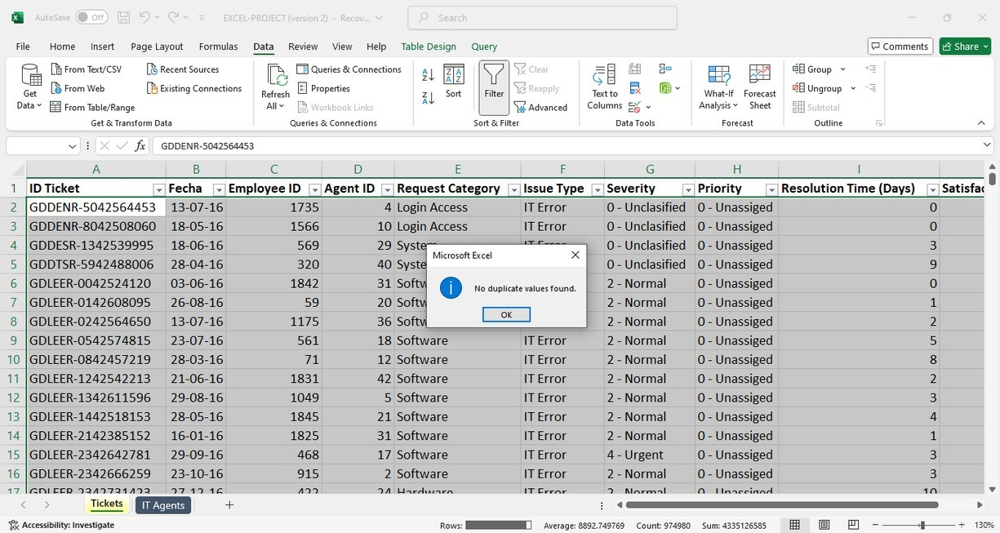 AutoSave Off EXCEL-PROJECT (version 2) - Recov... Search
File Home Insert Page Layout Formulas Data Review View Help Table Design Query Comments Share
Get Data
From Text/CSV
From Web
From Table/Range
Recent Sources
Existing Connections
Get & Transform Data
Refresh All
Queries & Connections
Properties
Workbook Links
Queries & Connections
Sort
Filter
Clear
Reapply
Advanced
Sort & Filter
Text to Columns
Data Tools
What-If Analysis
Forecast Sheet
Forecast
Group
Ungroup
Subtotal
Outline
fx GDDENR-5042564453
A B C D E F G H I
1 ID Ticket Fecha Employee ID Agent ID Request Category Issue Type Severity Priority Resolution Time (Days) Satisfac
2 GDDENR-5042564453 13-07-16 1735 4 Login Access IT Error 0 - Unclasified 0 - Unassiged 0
3 GDDENR-8042508060 18-05-16 1566 10 Login Access IT Error 0 - Unclasified 0 - Unassiged 0
4 GDDESR-1342539995 18-06-16 569 29 System IT Error 0 - Unclasified 0 - Unassiged 3
5 GDDTSR-5942488006 28-04-16 320 40 Syste 0 - Unclasified 0 - Unassiged 9
6 GDLEER-0042524120 03-06-16 1842 31 Softw 2 - Normal 0 - Unassiged 0
7 GDLEER-0142608095 26-08-16 59 20 Softw 2 - Normal 0 - Unassiged 1
8 GDLEER-0242564650 13-07-16 1175 36 Softw 2 - Normal 0 - Unassiged 2
9 GDLEER-0542574815 23-07-16 561 18 Software IT Error 2 - Normal 0 - Unassiged 5
10 GDLEER-0842457219 28-03-16 71 12 Software IT Error 2 - Normal 0 - Unassiged 8
11 GDLEER-1242542213 21-06-16 1831 42 Software IT Error 2 - Normal 0 - Unassiged 2
12 GDLEER-1342611596 29-08-16 1049 5 Software IT Error 2 - Normal 0 - Unassiged 3
13 GDLEER-1442518153 28-05-16 1845 21 Software IT Error 2 - Normal 0 - Unassiged 4
14 GDLEER-2142385152 16-01-16 1825 31 Software IT Error 2 - Normal 0 - Unassiged 1
15 GDLEER-2342642781 29-09-16 468 17 Software IT Error 4 - Urgent 0 - Unassiged 3
16 GDLEER-2342666259 23-10-16 915 2 Software IT Error 2 - Normal 0 - Unassiged 3
17 GDLEER-2342731423 27-12-16 422 24 Hardware IT Error 2 - Normal 0 - Unassiged 10
Microsoft Excel
No duplicate values found.
OK
Tickets IT Agents
Accessibility: Investigate Rows: Average: 8892.749769 Count: 974980 Sum: 4335126585 130%